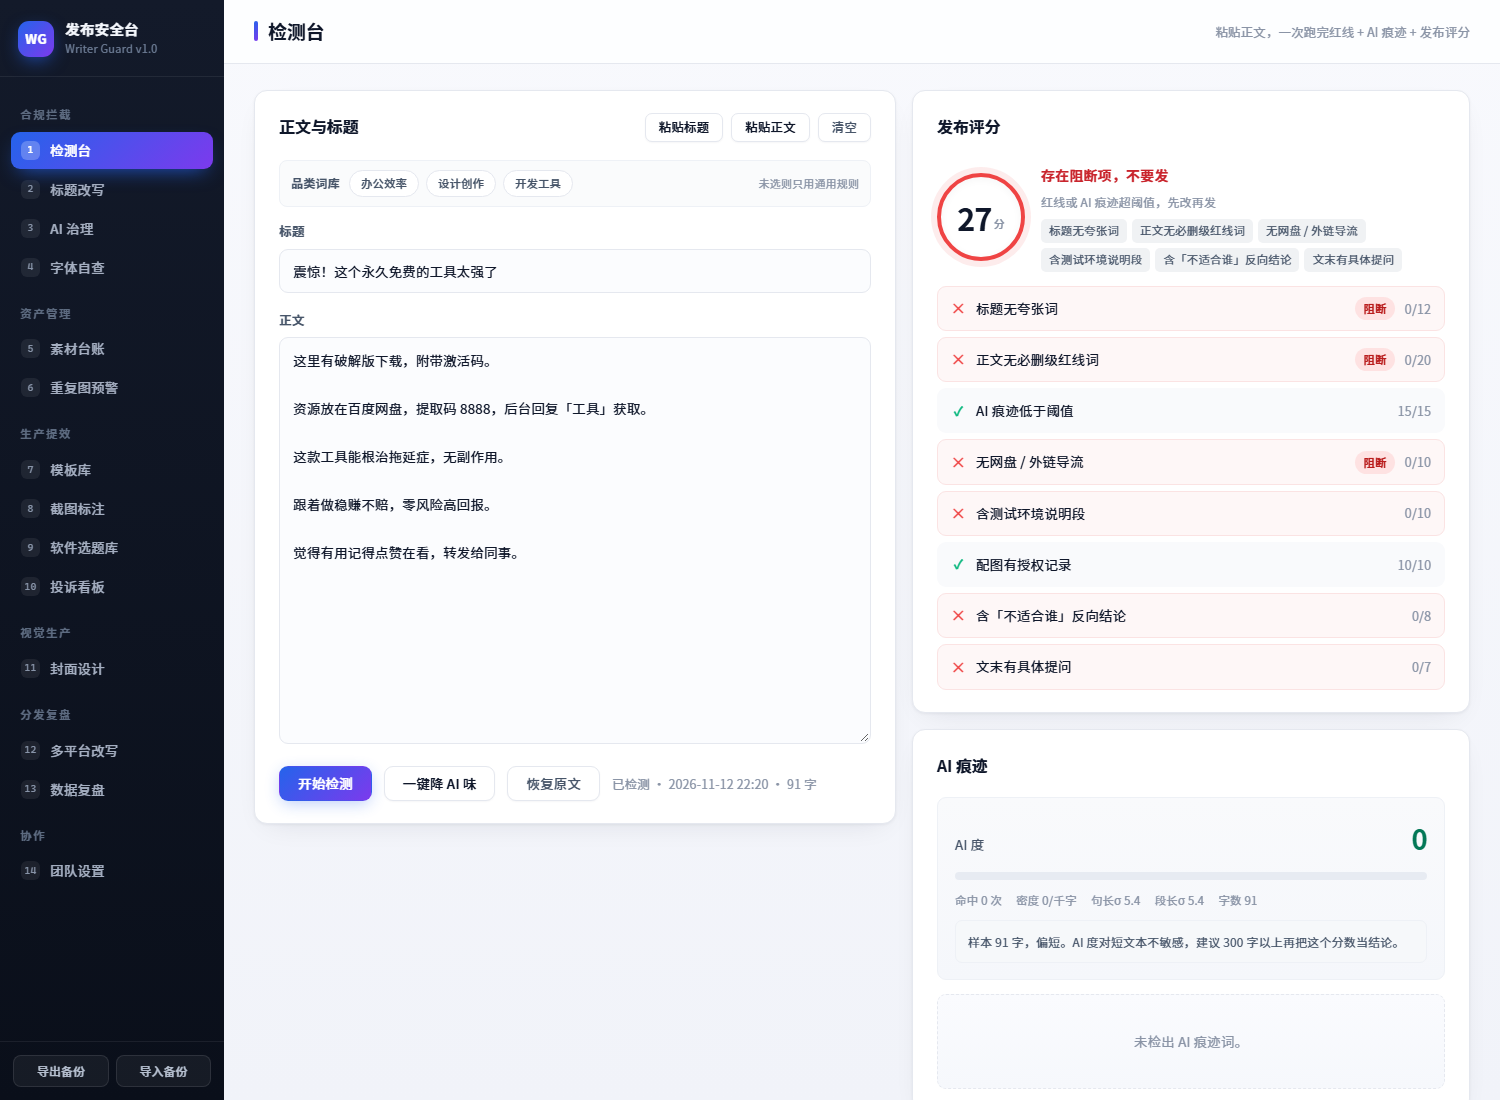 WG
发布安全台
Writer Guard v1.0
合规拦截
1 检测台
2 标题改写
3 AI 治理
4 字体自查
资产管理
5 素材台账
6 重复图预警
生产提效
7 模板库
8 截图标注
9 软件选题库
10 投诉看板
视觉生产
11 封面设计
分发复盘
12 多平台改写
13 数据复盘
协作
14 团队设置
导出备份 导入备份
检测台
粘贴正文，一次跑完红线 + AI 痕迹 + 发布评分
正文与标题
粘贴标题 粘贴正文 清空
品类词库 办公效率 设计创作 开发工具 未选则只用通用规则
标题
震惊！这个永久免费的工具太强了
正文
这里有破解版下载，附带激活码。
资源放在百度网盘，提取码 8888，后台回复「工具」获取。
这款工具能根治拖延症，无副作用。
跟着做稳赚不赔，零风险高回报。
觉得有用记得点赞在看，转发给同事。
开始检测 一键降 AI 味 恢复原文 已检测 · 2026-11-12 22:20 · 91 字
发布评分
27分
存在阻断项，不要发
红线或 AI 痕迹超阈值，先改再发
标题无夸张词 正文无必删级红线词 无网盘 / 外链导流
含测试环境说明段 含「不适合谁」反向结论 文末有具体提问
✕ 标题无夸张词 阻断 0/12
✕ 正文无必删级红线词 阻断 0/20
✓ AI 痕迹低于阈值 15/15
✕ 无网盘 / 外链导流 阻断 0/10
✕ 含测试环境说明段 0/10
✓ 配图有授权记录 10/10
✕ 含「不适合谁」反向结论 0/8
✕ 文末有具体提问 0/7
AI 痕迹
AI 度 0
命中 0 次 密度 0/千字 句长σ 5.4 段长σ 5.4 字数 91
样本 91 字，偏短。AI 度对短文本不敏感，建议 300 字以上再把这个分数当结论。
未检出 AI 痕迹词。